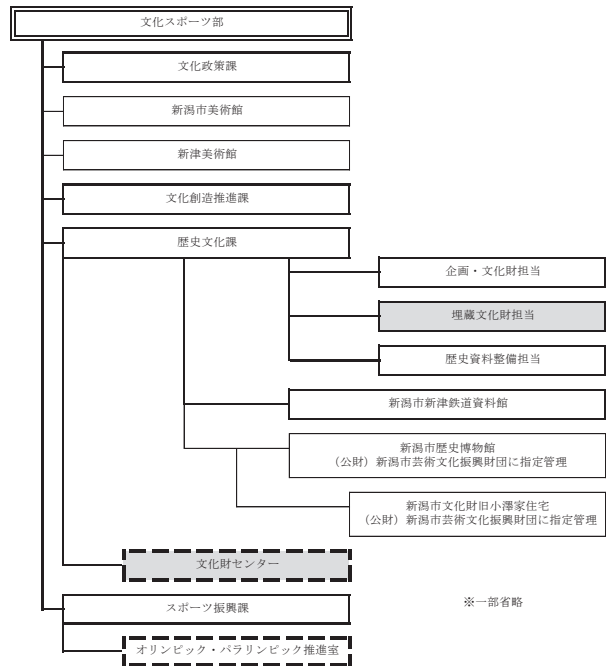 文化スポーツ部
文化政策課
新潟市美術館
新津美術館
文化創造推進課
歴史文化課
企画・文化財担当
埋蔵文化財担当
歴史資料整備担当
新潟市新津鉄道資料館
新潟市歴史博物館
（公財）新潟市芸術文化振興財団に指定管理
新潟市文化財旧小澤家住宅
（公財）新潟市芸術文化振興財団に指定管理
文化財センター
スポーツ振興課
※一部省略
オリンピック・パラリンピック推進室